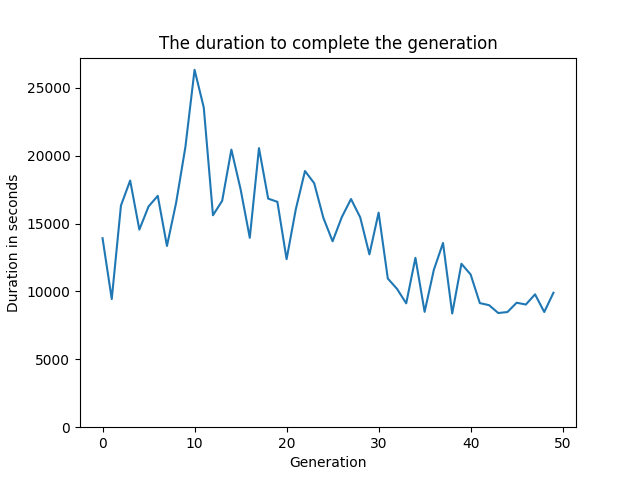 The duration to complete the generation
25000
20000
15000
10000
5000
0
Duration in seconds
0 10 20 30 40 50
Generation